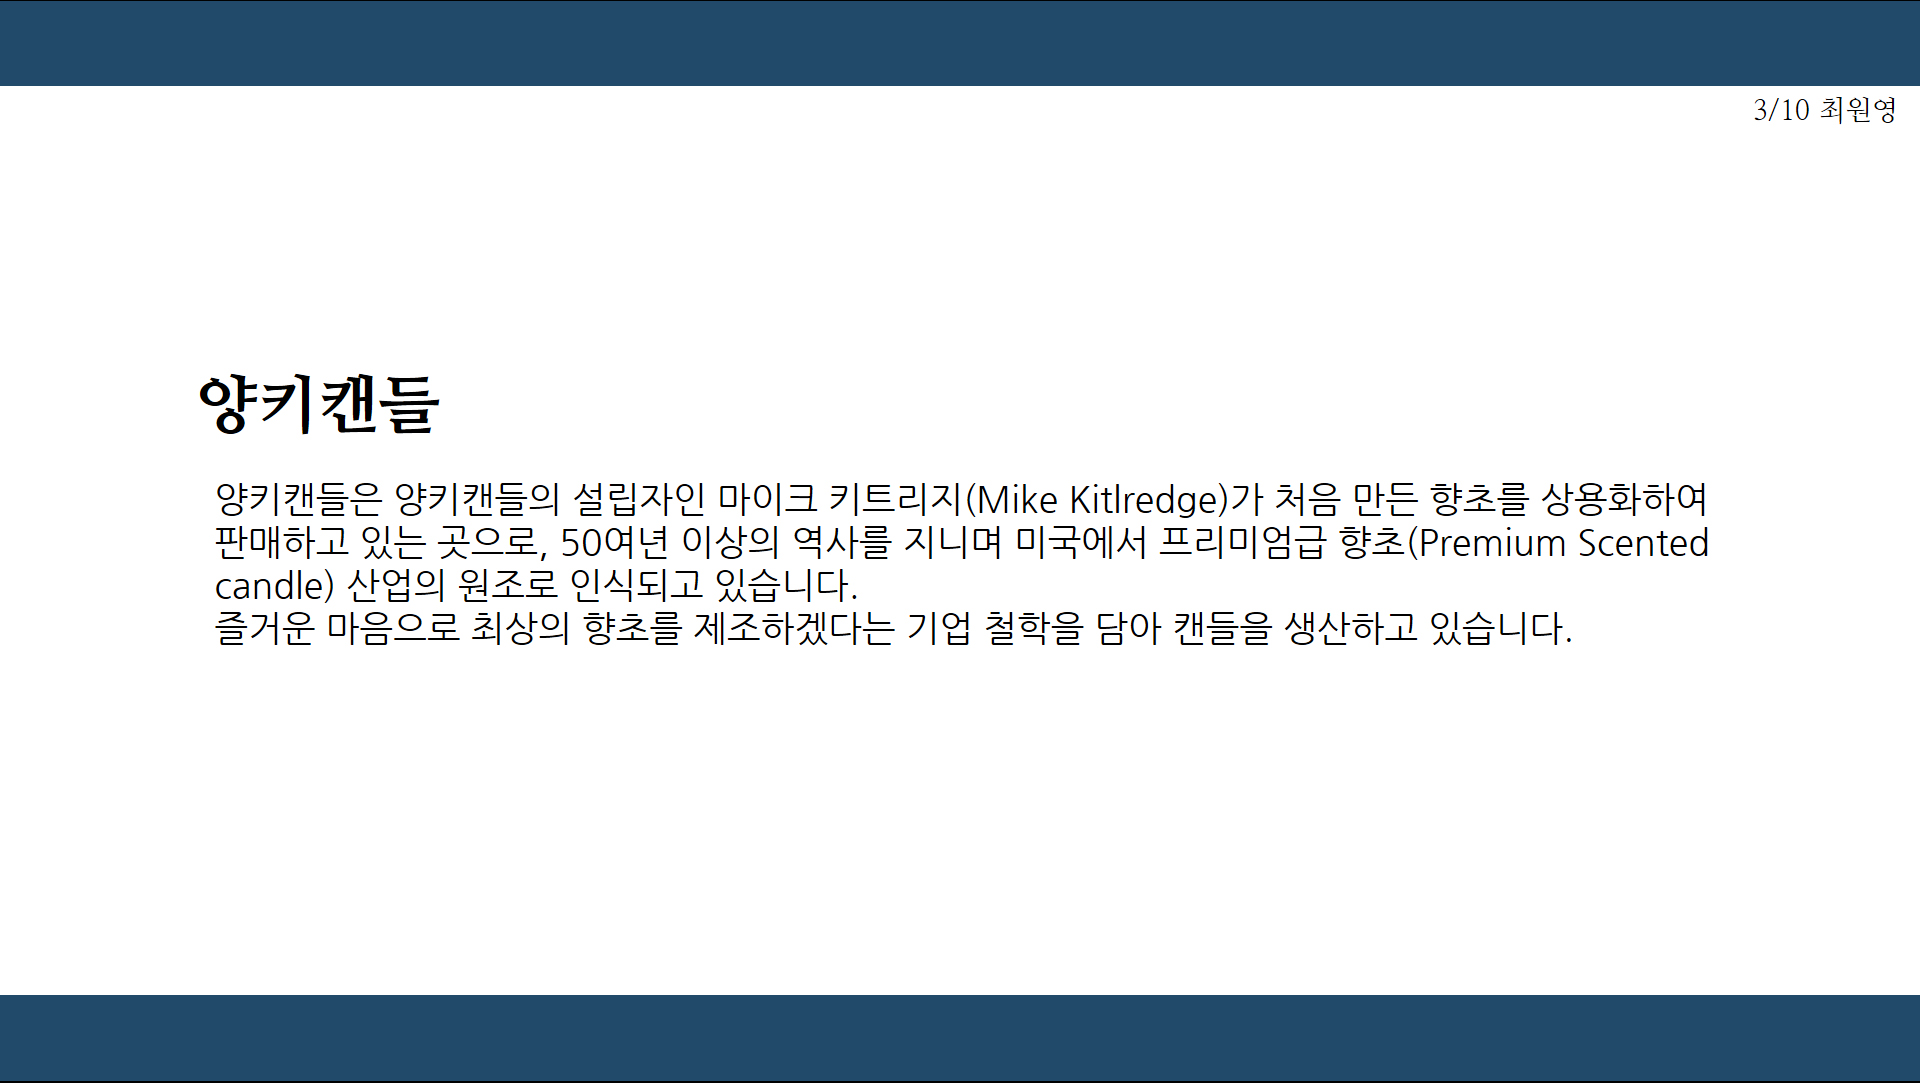 3/10 최원영
양키캔들
양키캔들은 양키캔들의 설립자인 마이크 키트리지(Mike Kitlredge)가 처음 만든 향초를 상용화하여
판매하고 있는 곳으로, 50여년 이상의 역사를 지니며 미국에서 프리미엄급 향초(Premium Scented
candle) 산업의 원조로 인식되고 있습니다.
즐거운 마음으로 최상의 향초를 제조하겠다는 기업 철학을 담아 캔들을 생산하고 있습니다.